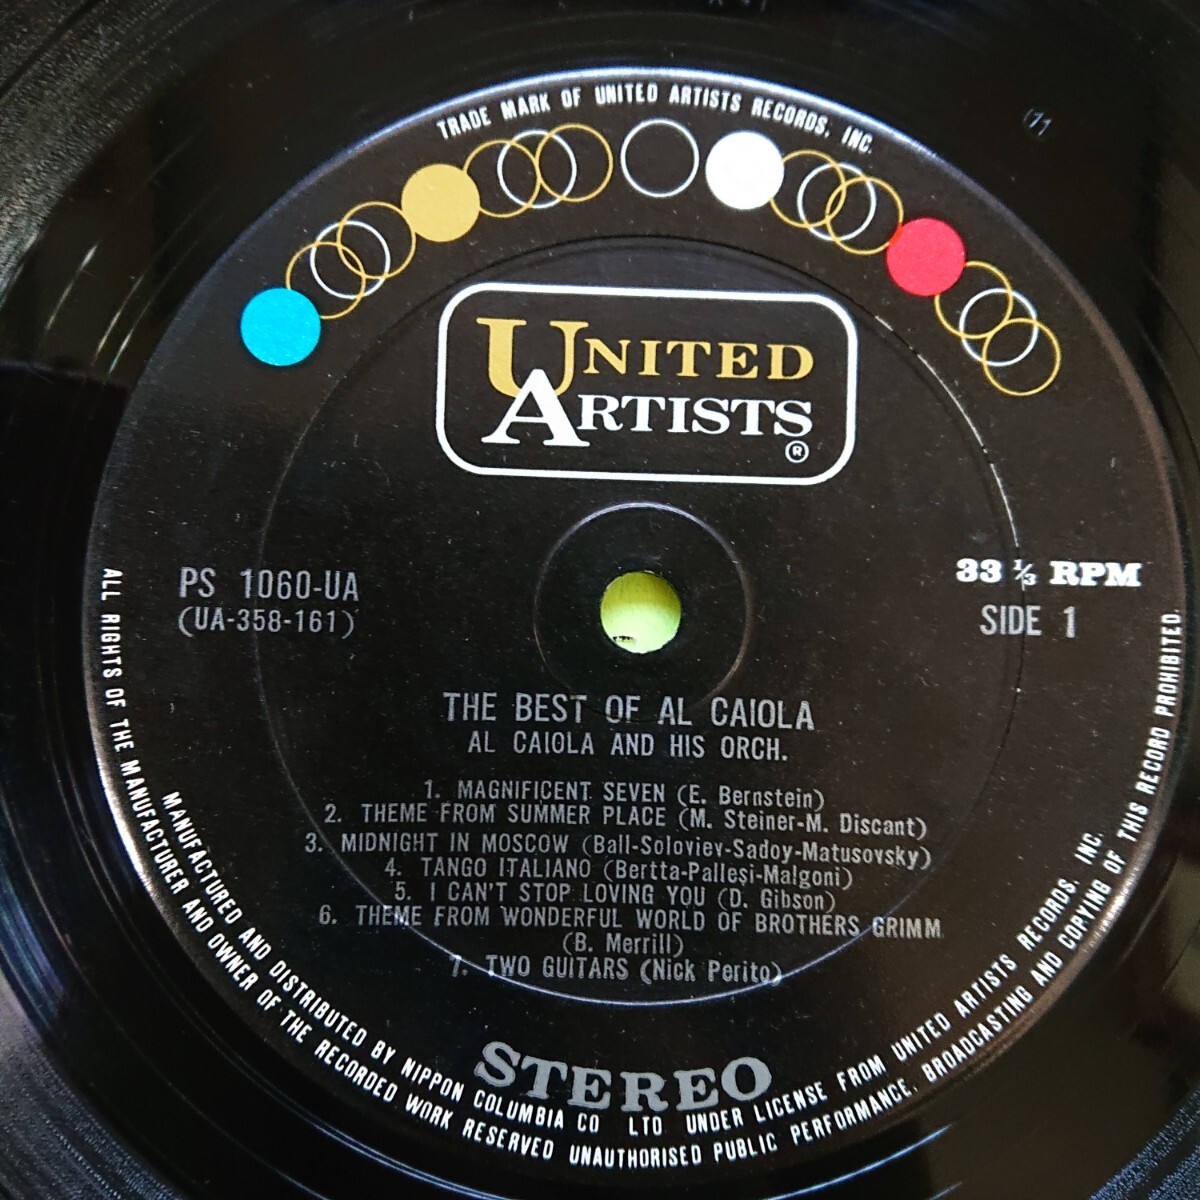 TRADE MARK OF UNITED ARTISTS RECORDS, INC.
UNITED
ARTISTS
®
PS 1060-UA
(UA-358-161)
33 ⅓ RPM
SIDE 1
THE BEST OF AL CAIOLA
AL CAIOLA AND HIS ORCH.
1. MAGNIFICENT SEVEN (E. Bernstein)
2. THEME FROM SUMMER PLACE (M. Steiner-M. Discant)
3. MIDNIGHT IN MOSCOW (Ball-Soloviev-Sadoy-Matusovsky)
4. TANGO ITALIANO (Bertta-Pallesi-Malgoni)
5. I CAN'T STOP LOVING YOU (D. Gibson)
6. THEME FROM WONDERFUL WORLD OF BROTHERS GRIMM
(B. Merrill)
7. TWO GUITARS (Nick Perito)
STEREO
MANUFACTURED AND DISTRIBUTED BY NIPPON COLUMBIA CO LTD UNDER LICENSE FROM UNITED ARTISTS RECORDS, INC.
ALL RIGHTS OF THE MANUFACTURER AND OWNER OF THE RECORDED WORK RESERVED UNAUTHORISED PUBLIC PERFORMANCE, BROADCASTING AND COPYING OF THIS RECORD PROHIBITED